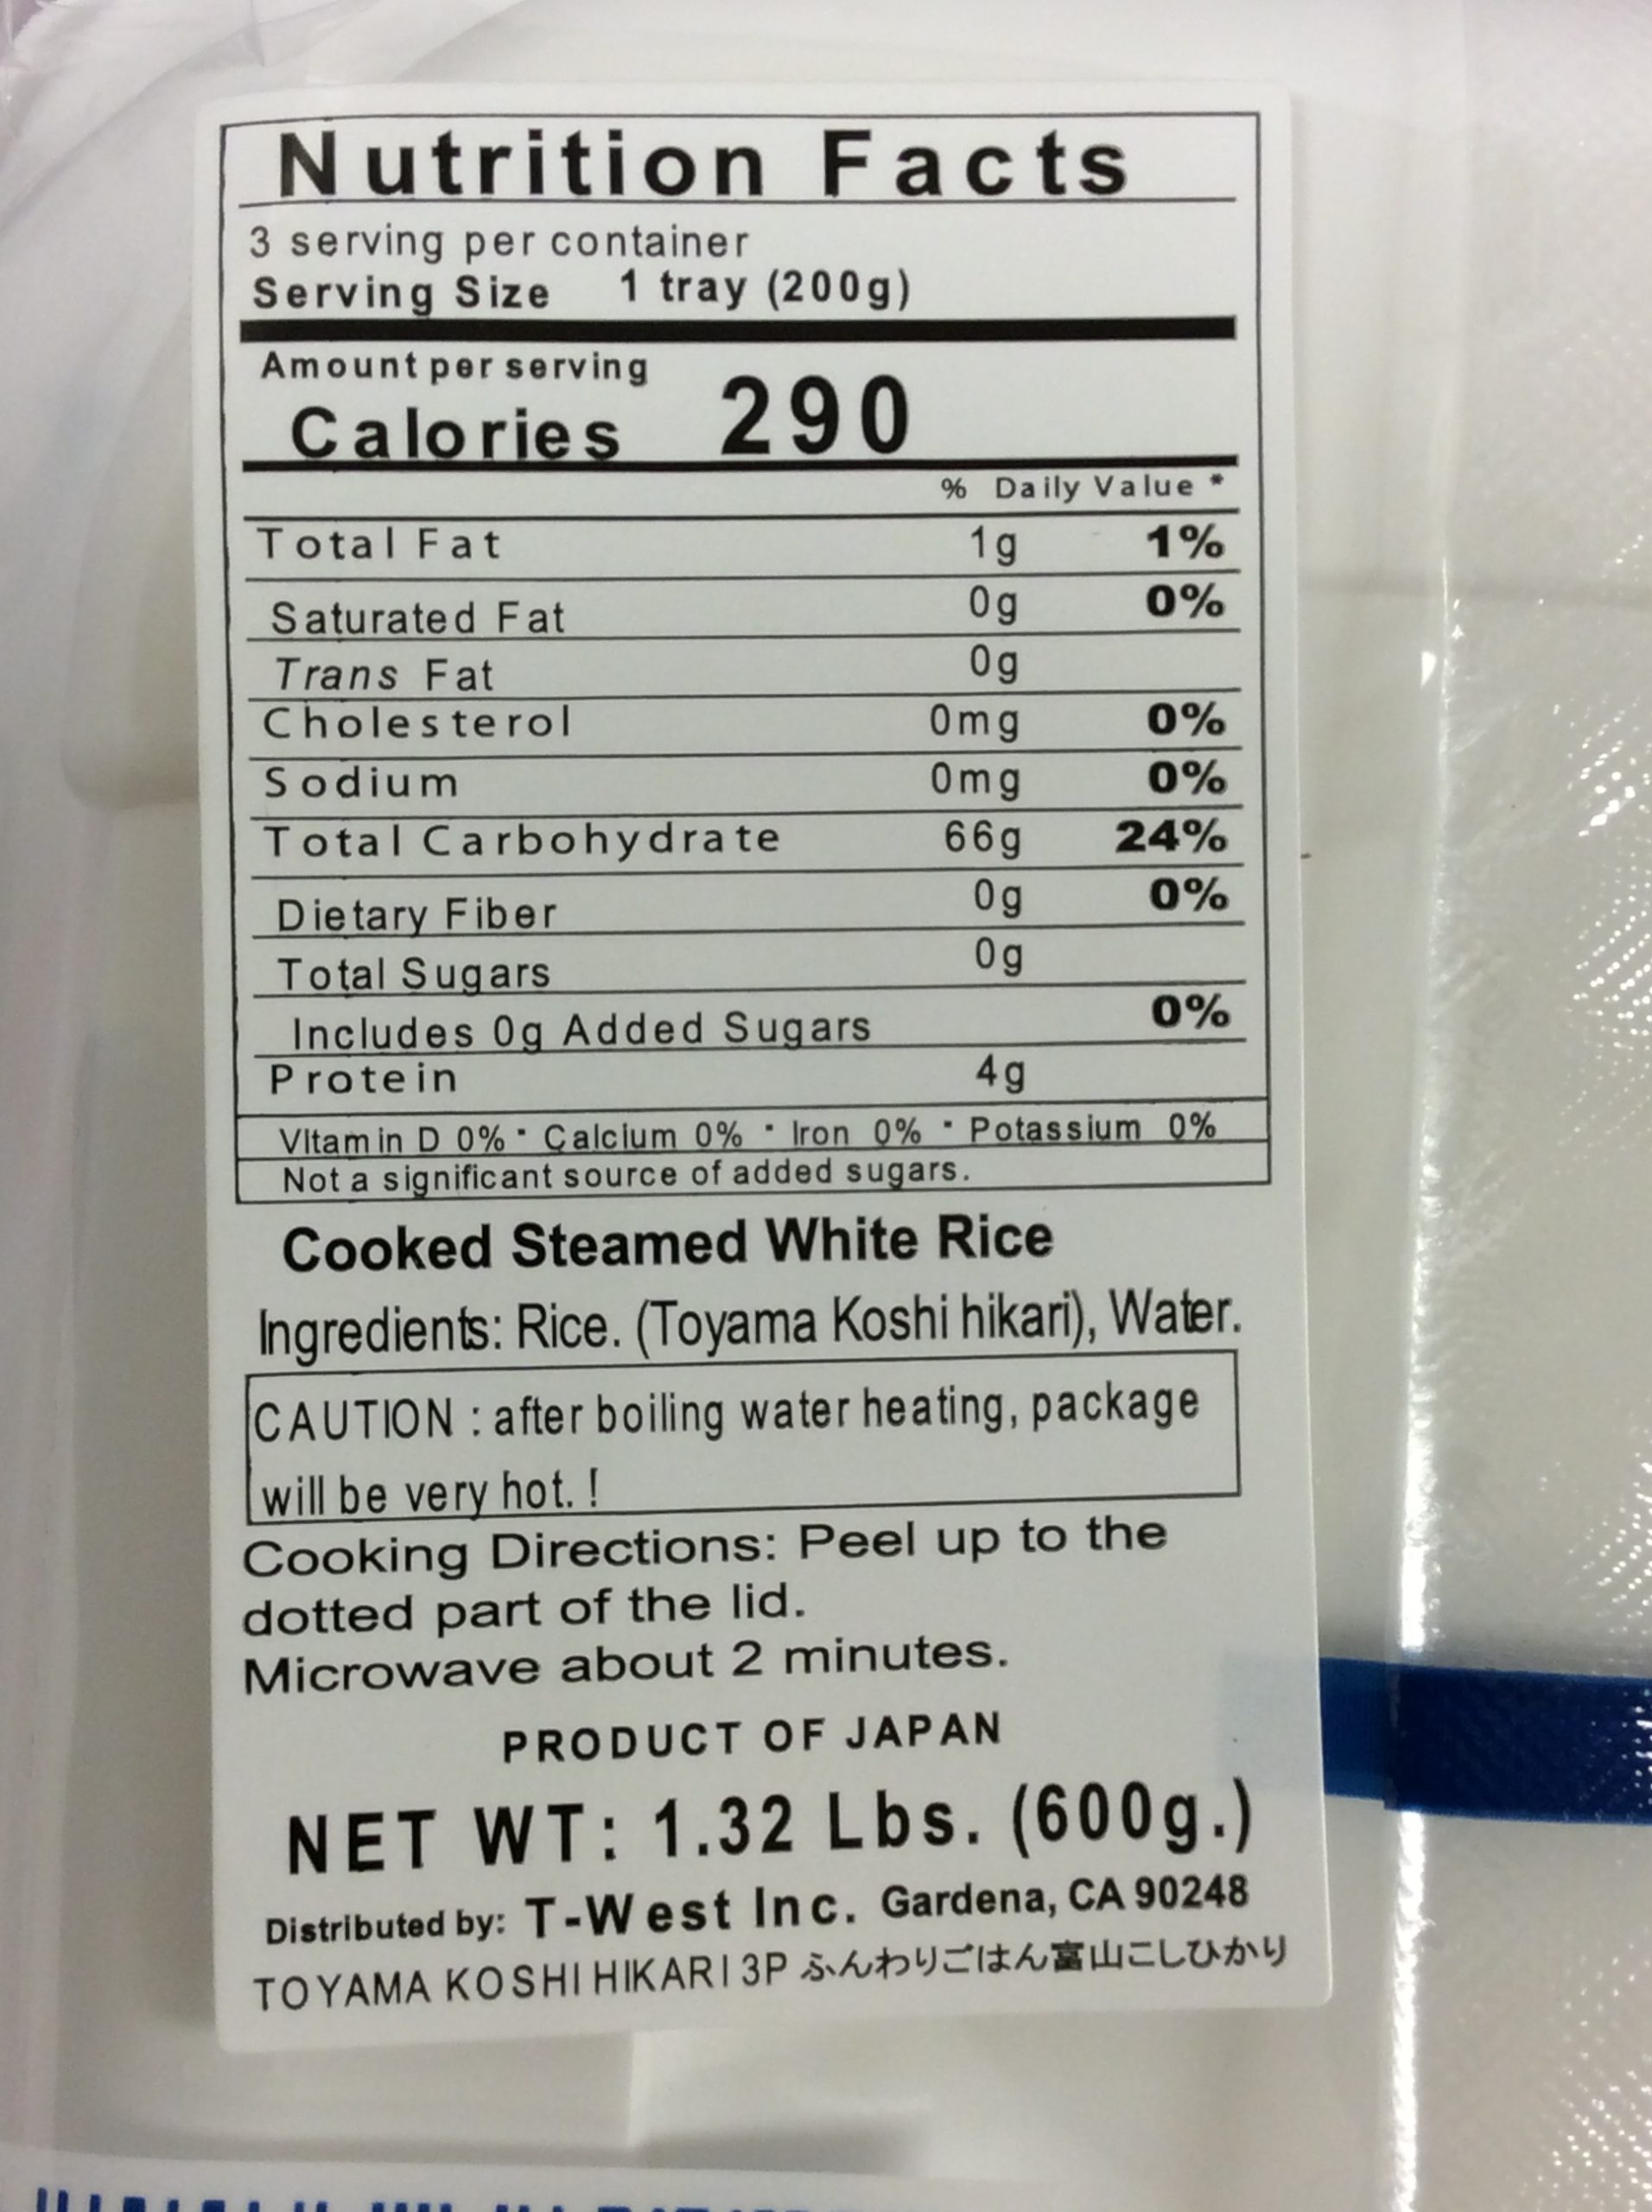 Nutrition Facts
3 serving per container
Serving Size 1 tray (200g)
Amount per serving
Calories 290
% Daily Value *
Total Fat 1g 1%
Saturated Fat 0g 0%
Trans Fat 0g
Cholesterol 0mg 0%
Sodium 0mg 0%
Total Carbohydrate 66g 24%
Dietary Fiber 0g 0%
Total Sugars 0g
Includes 0g Added Sugars 0%
Protein 4g
VItamin D 0% · Calcium 0% · Iron 0% · Potassium 0%
Not a significant source of added sugars.
Cooked Steamed White Rice
Ingredients: Rice. (Toyama Koshi hikari), Water.
CAUTION : after boiling water heating, package
will be very hot. !
Cooking Directions: Peel up to the
dotted part of the lid.
Microwave about 2 minutes.
PRODUCT OF JAPAN
NET WT: 1.32 Lbs. (600g.)
Distributed by: T-West Inc. Gardena, CA 90248
TOYAMA KOSHI HIKARI 3P ふんわりごはん富山こしひかり